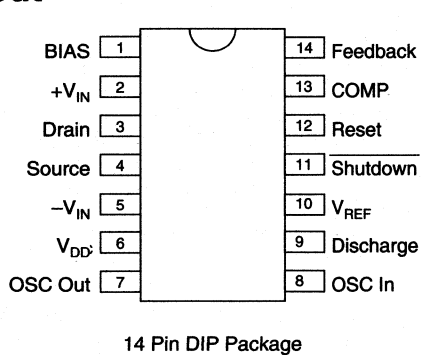 BIAS 1 14 Feedback
+VIN 2 13 COMP
Drain 3 12 Reset
Source 4 11 Shutdown
–VIN 5 10 VREF
VDD: 6 9 Discharge
OSC Out 7 8 OSC In
14 Pin DIP Package